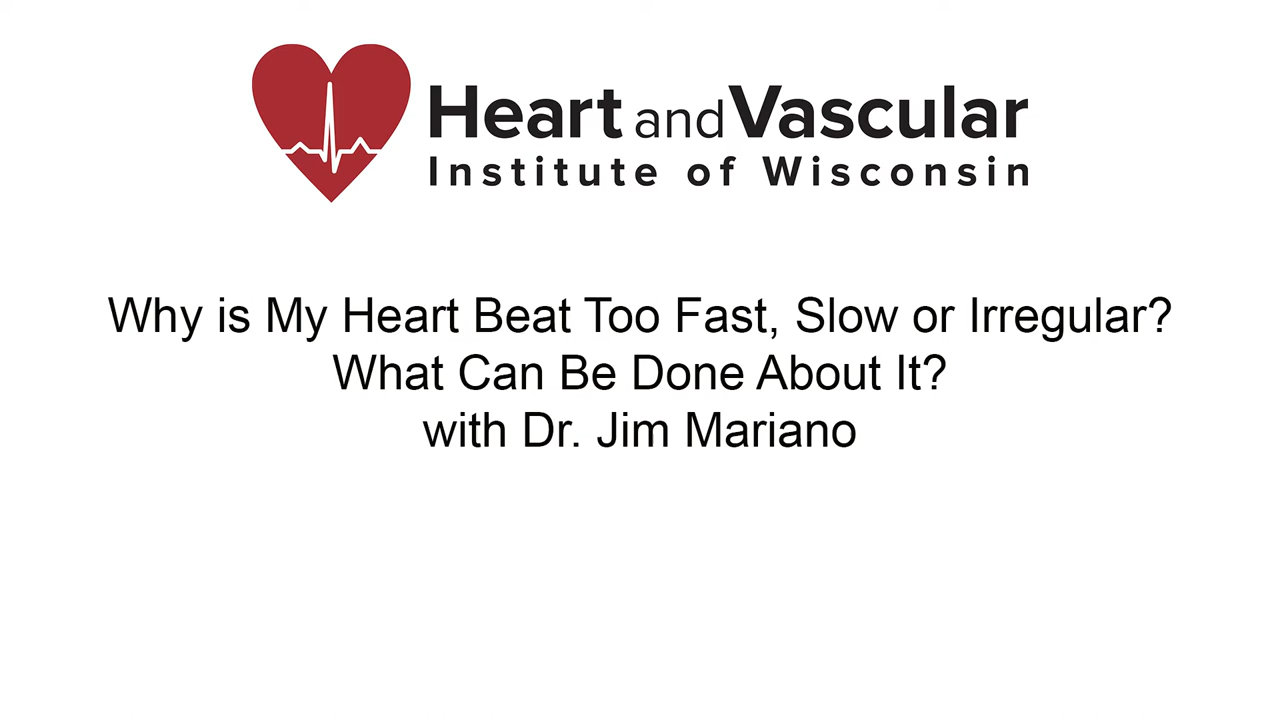 Heart and Vascular
Institute of Wisconsin
Why is My Heart Beat Too Fast, Slow or Irregular?
What Can Be Done About It?
with Dr. Jim Mariano